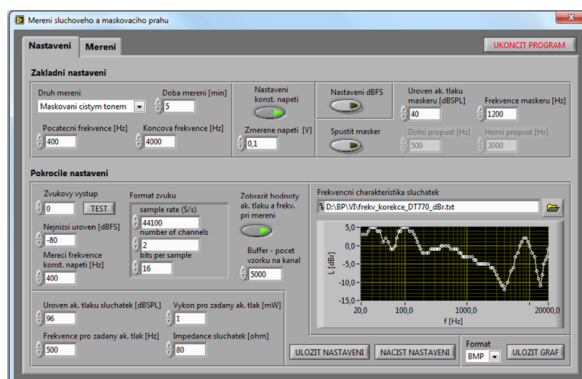 Mereni sluchoveho a maskovaciho prahu
Nastaveni
Mereni
UKONCIT PROGRAM
Zakladni nastaveni
Druh mereni
Maskovani cistym tonem
Doba mereni [min]
5
Pocatecni frekvence [Hz]
400
Koncova frekvence [Hz]
4000
Nastaveni
konst. napeti
Zmerene napeti [V]
0,1
Nastaveni dBFS
Spustit masker
Uroven ak. tlaku
maskeru [dBSPL]
40
Frekvence maskeru [Hz]
1200
Dolni propust [Hz]
500
Horni propust [Hz]
3000
Pokrocile nastaveni
Zvukovy vystup
0
TEST
Nejnizsi uroven [dBFS]
-80
Merici frekvence
konst. napeti [Hz]
400
Format zvuku
sample rate (S/s)
44100
number of channels
2
bits per sample
16
Zobrazit hodnoty
ak. tlaku a frekv.
pri mereni
Buffer - pocet
vzorku na kanal
5000
Frekvencni charakteristika sluchatek
D:\BP\VI\frekv_korekce_DT770_dBr.txt
L [dBr]
5,0
0,0
-5,0
-10,0
-15,0
20,0
100,0
1000,0
20000,0
f [Hz]
Uroven ak. tlaku sluchatek [dBSPL]
96
Vykon pro zadany ak. tlak [mW]
1
Frekvence pro zadany ak. tlak [Hz]
500
Impedance sluchatek [ohm]
80
ULOZIT NASTAVENI
NACIST NASTAVENI
Format
BMP
ULOZIT GRAF